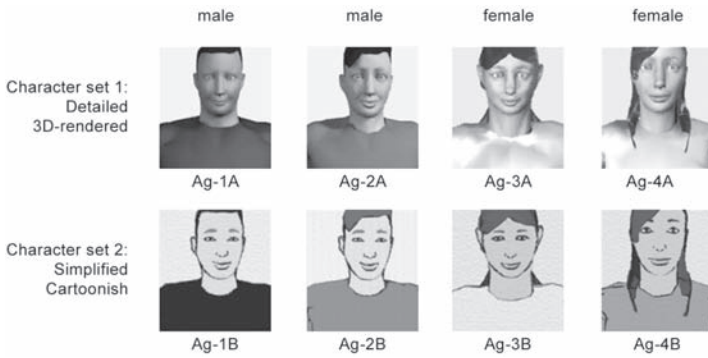 male male female female
Character set 1:
Detailed
3D-rendered
Ag-1A Ag-2A Ag-3A Ag-4A
Character set 2:
Simplified
Cartoonish
Ag-1B Ag-2B Ag-3B Ag-4B